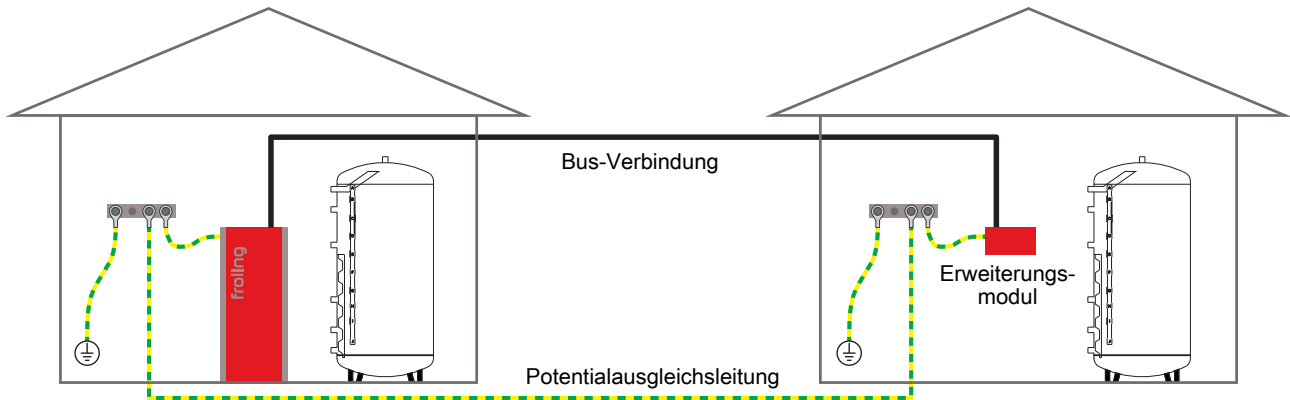 Bus-Verbindung
fröling
Erweiterungs-
modul
Potentialausgleichsleitung